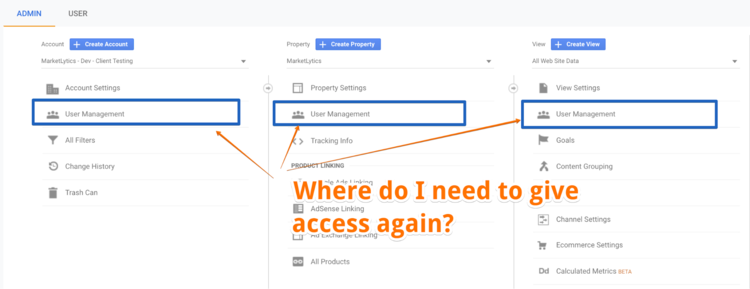 ADMIN USER
Account + Create Account
MarketLytics - Dev - Client Testing
Account Settings
User Management
All Filters
Change History
Trash Can
Property + Create Property
MarketLytics
Property Settings
User Management
Tracking Info
PRODUCT LINKING
Ads Linking
AdSense Linking
Ad Exchange Linking
All Products
View + Create View
All Web Site Data
View Settings
User Management
Goals
Content Grouping
Channel Settings
Ecommerce Settings
Dd Calculated Metrics BETA
Where do I need to give
access again?